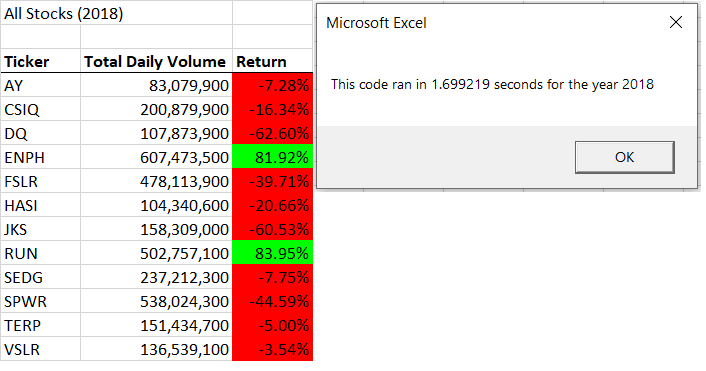 All Stocks (2018)
Ticker Total Daily Volume Return
AY 83,079,900 -7.28%
CSIQ 200,879,900 -16.34%
DQ 107,873,900 -62.60%
ENPH 607,473,500 81.92%
FSLR 478,113,900 -39.71%
HASI 104,340,600 -20.66%
JKS 158,309,000 -60.53%
RUN 502,757,100 83.95%
SEDG 237,212,300 -7.75%
SPWR 538,024,300 -44.59%
TERP 151,434,700 -5.00%
VSLR 136,539,100 -3.54%
Microsoft Excel
This code ran in 1.699219 seconds for the year 2018
OK